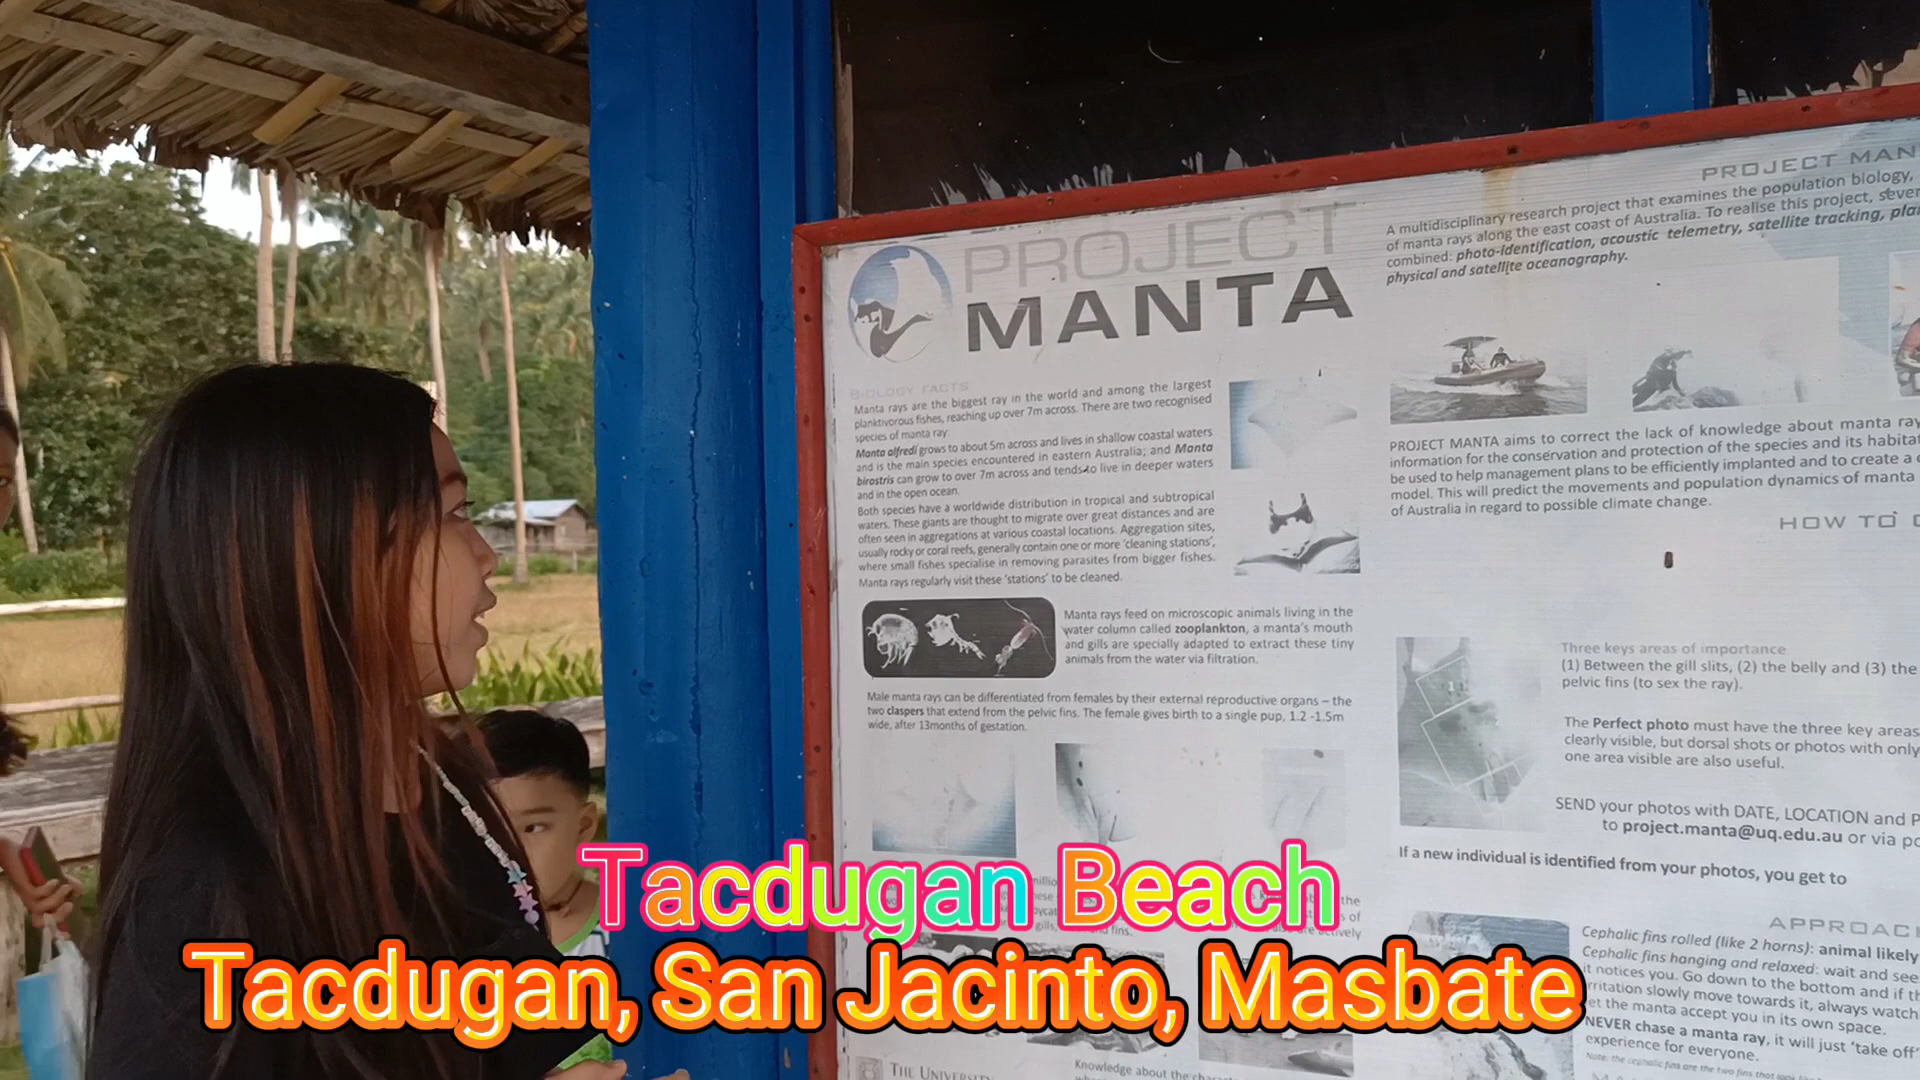 PROJECT
MANTA
BIOLOGY FACTS
Manta rays are the biggest ray in the world and among the largest
planktivorous fishes, reaching up over 7m across. There are two recognised
species of manta ray:
Manta alfredi grows to about 5m across and lives in shallow coastal waters
and is the main species encountered in eastern Australia; and Manta
birostris can grow to over 7m across and tends to live in deeper waters
and in the open ocean.
Both species have a worldwide distribution in tropical and subtropical
waters. These giants are thought to migrate over great distances and are
often seen in aggregations at various coastal locations. Aggregation sites,
usually rocky or coral reefs, generally contain one or more 'cleaning stations',
where small fishes specialise in removing parasites from bigger fishes.
Manta rays regularly visit these 'stations' to be cleaned.
Manta rays feed on microscopic animals living in the
water column called zooplankton, a manta's mouth
and gills are specially adapted to extract these tiny
animals from the water via filtration.
Male manta rays can be differentiated from females by their external reproductive organs – the
two claspers that extend from the pelvic fins. The female gives birth to a single pup, 1.2 -1.5m
wide, after 13months of gestation.
the
of
fins.
THE UNIVERSITY
Knowledge about the
PROJECT MAN
A multidisciplinary research project that examines the population biology,
of manta rays along the east coast of Australia. To realise this project, sever
combined: photo-identification, acoustic telemetry, satellite tracking, pla
physical and satellite oceanography.
PROJECT MANTA aims to correct the lack of knowledge about manta ray
information for the conservation and protection of the species and its habita
be used to help management plans to be efficiently implanted and to create a
model. This will predict the movements and population dynamics of manta
of Australia in regard to possible climate change.
HOW TO
Three keys areas of importance
(1) Between the gill slits, (2) the belly and (3) the
pelvic fins (to sex the ray).
The Perfect photo must have the three key areas
clearly visible, but dorsal shots or photos with only
one area visible are also useful.
SEND your photos with DATE, LOCATION and P
to project.manta@uq.edu.au or via po
If a new individual is identified from your photos, you get to
APPROAC
Cephalic fins rolled (like 2 horns): animal likely
Cephalic fins hanging and relaxed: wait and see
it notices you. Go down to the bottom and if th
rritation slowly move towards it, always watch
et the manta accept you in its own space.
NEVER chase a manta ray, it will just 'take off'
experience for everyone.
Note: the cephalic fins are the two fins that
Tacdugan Beach
Tacdugan, San Jacinto, Masbate